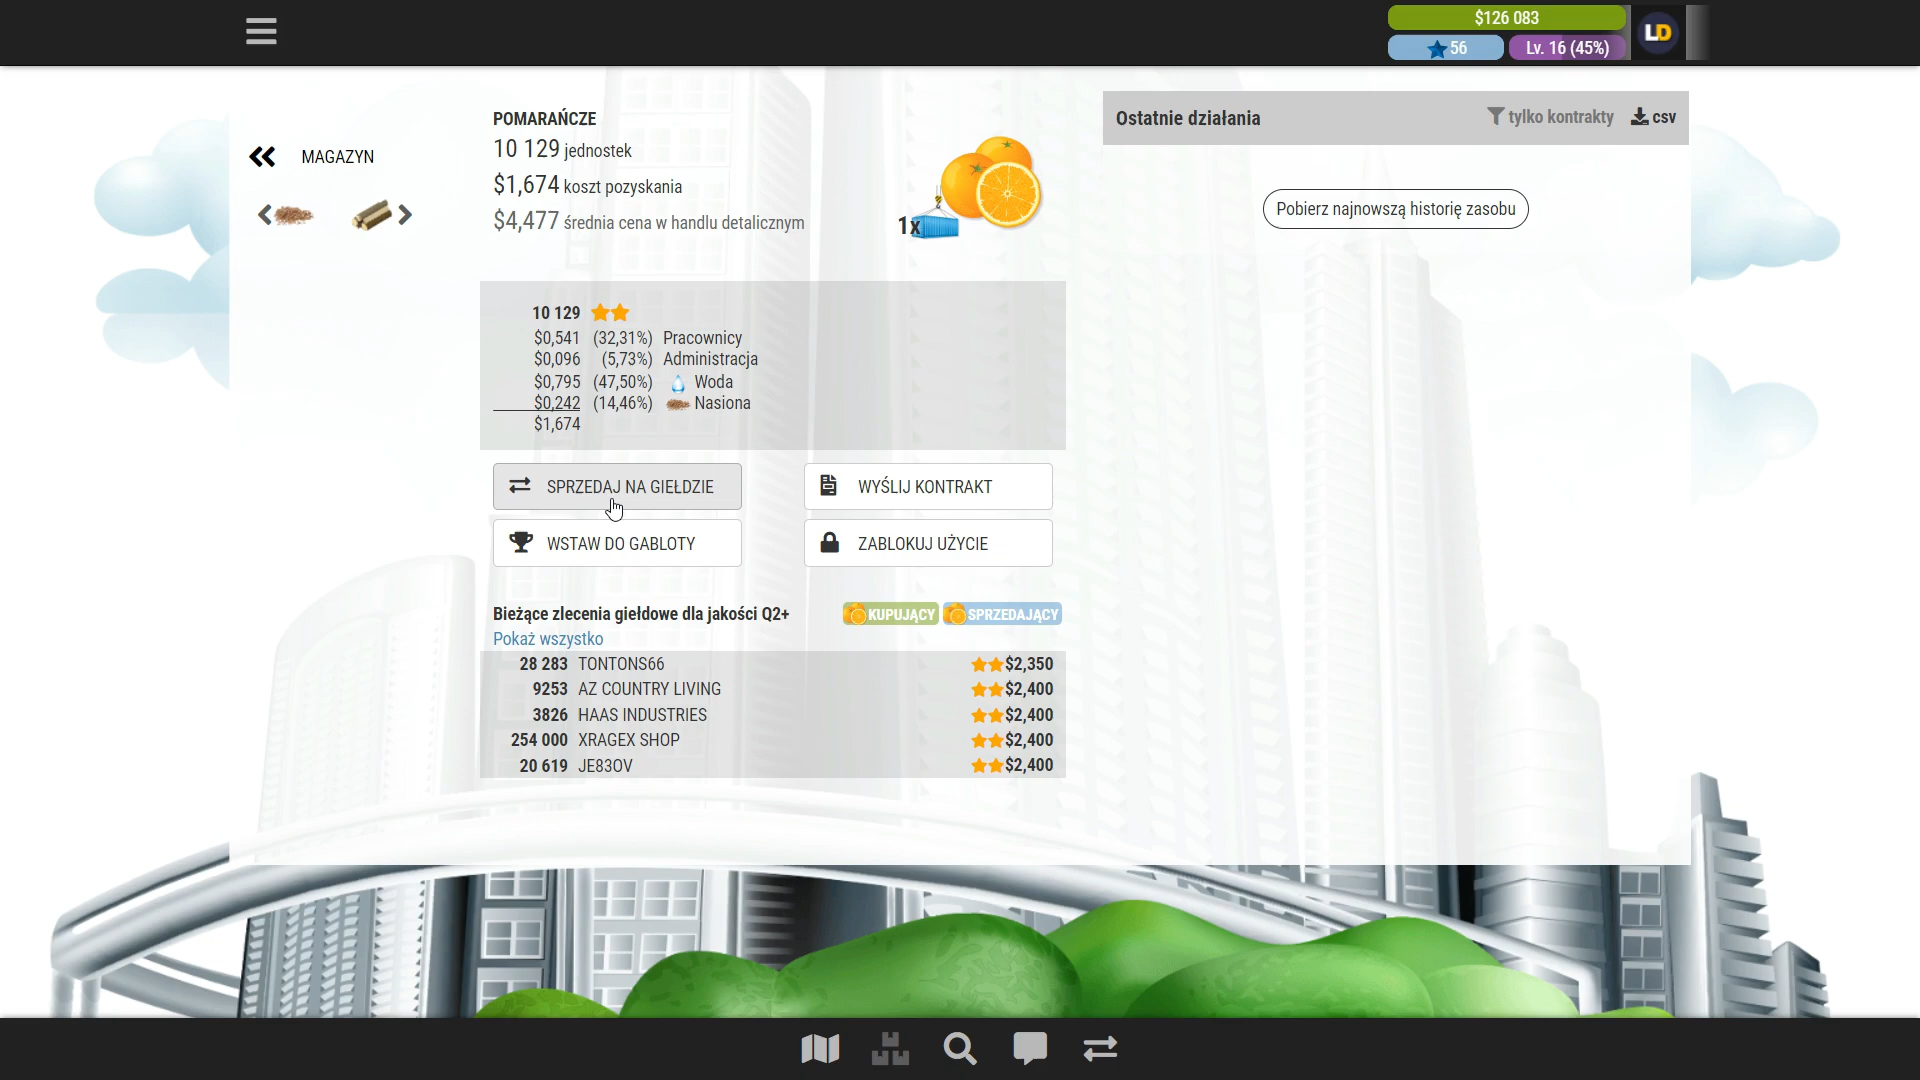 $126 083
56
Lv. 16 (45%)
LD
MAGAZYN
POMARAŃCZE
10 129 jednostek
$1,674 koszt pozyskania
$4,477 średnia cena w handlu detalicznym
1x
10 129
$0,541 (32,31%) Pracownicy
$0,096 (5,73%) Administracja
$0,795 (47,50%) Woda
$0,242 (14,46%) Nasiona
$1,674
SPRZEDAJ NA GIEŁDZIE
WYŚLIJ KONTRAKT
WSTAW DO GABLOTY
ZABLOKUJ UŻYCIE
Bieżące zlecenia giełdowe dla jakości Q2+
KUPUJĄCY
SPRZEDAJĄCY
Pokaż wszystko
28 283 TONTONS66 $2,350
9253 AZ COUNTRY LIVING $2,400
3826 HAAS INDUSTRIES $2,400
254 000 XRAGEX SHOP $2,400
20 619 JE83OV $2,400
Ostatnie działania
tylko kontrakty
csv
Pobierz najnowszą historię zasobu